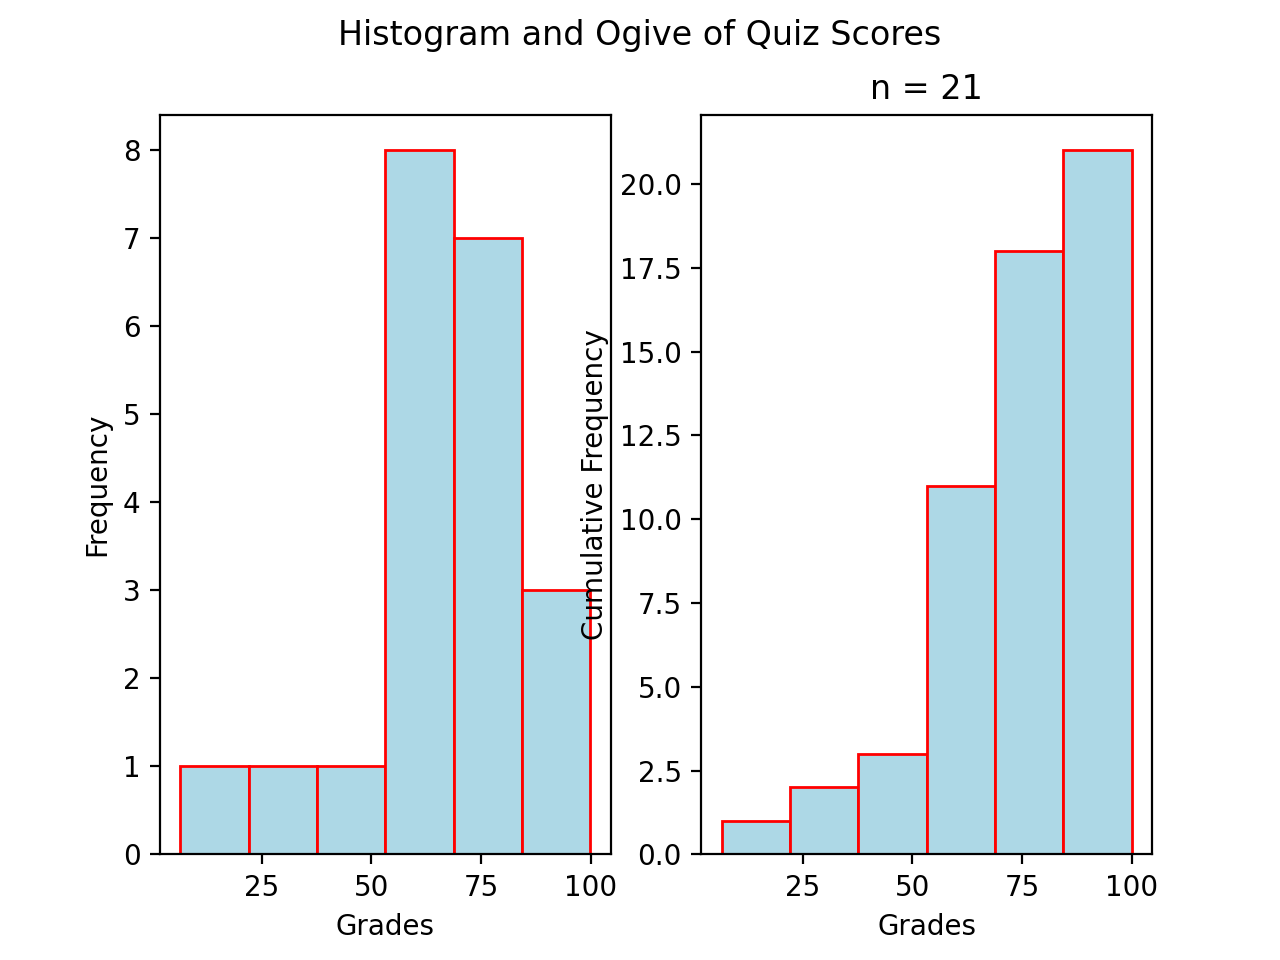 Histogram and Ogive of Quiz Scores
Frequency
8
7
6
5
4
3
2
1
0
25 50 75 100
Grades
n = 21
Cumulative Frequency
20.0
17.5
15.0
12.5
10.0
7.5
5.0
2.5
0.0
25 50 75 100
Grades